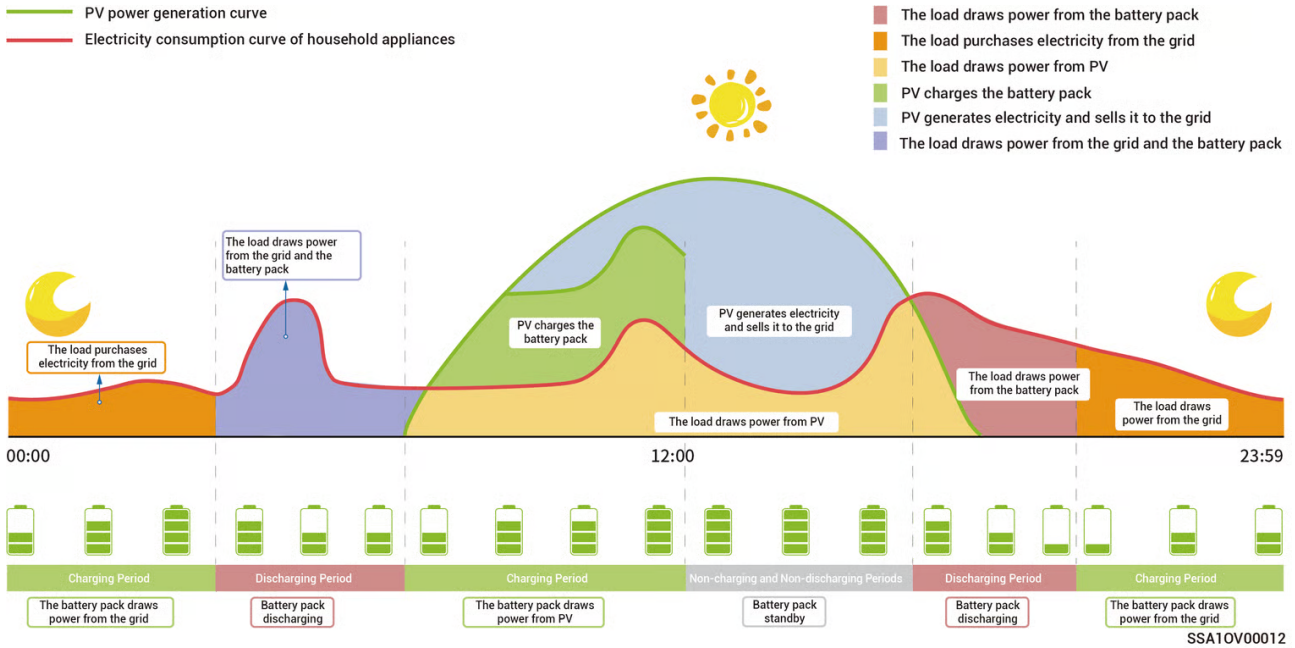 PV power generation curve
Electricity consumption curve of household appliances
The load draws power from the battery pack
The load purchases electricity from the grid
The load draws power from PV
PV charges the battery pack
PV generates electricity and sells it to the grid
The load draws power from the grid and the battery pack
The load draws power
from the grid and the
battery pack
The load purchases
electricity from the grid
PV charges the
battery pack
PV generates electricity
and sells it to the grid
The load draws power from PV
The load draws power
from the battery pack
The load draws
power from the grid
00:00
12:00
23:59
Charging Period
Discharging Period
Charging Period
Non-charging and Non-discharging Periods
Discharging Period
Charging Period
The battery pack draws
power from the grid
Battery pack
discharging
The battery pack draws
power from PV
Battery pack
standby
Battery pack
discharging
The battery pack draws
power from the grid
SSA1OV00012